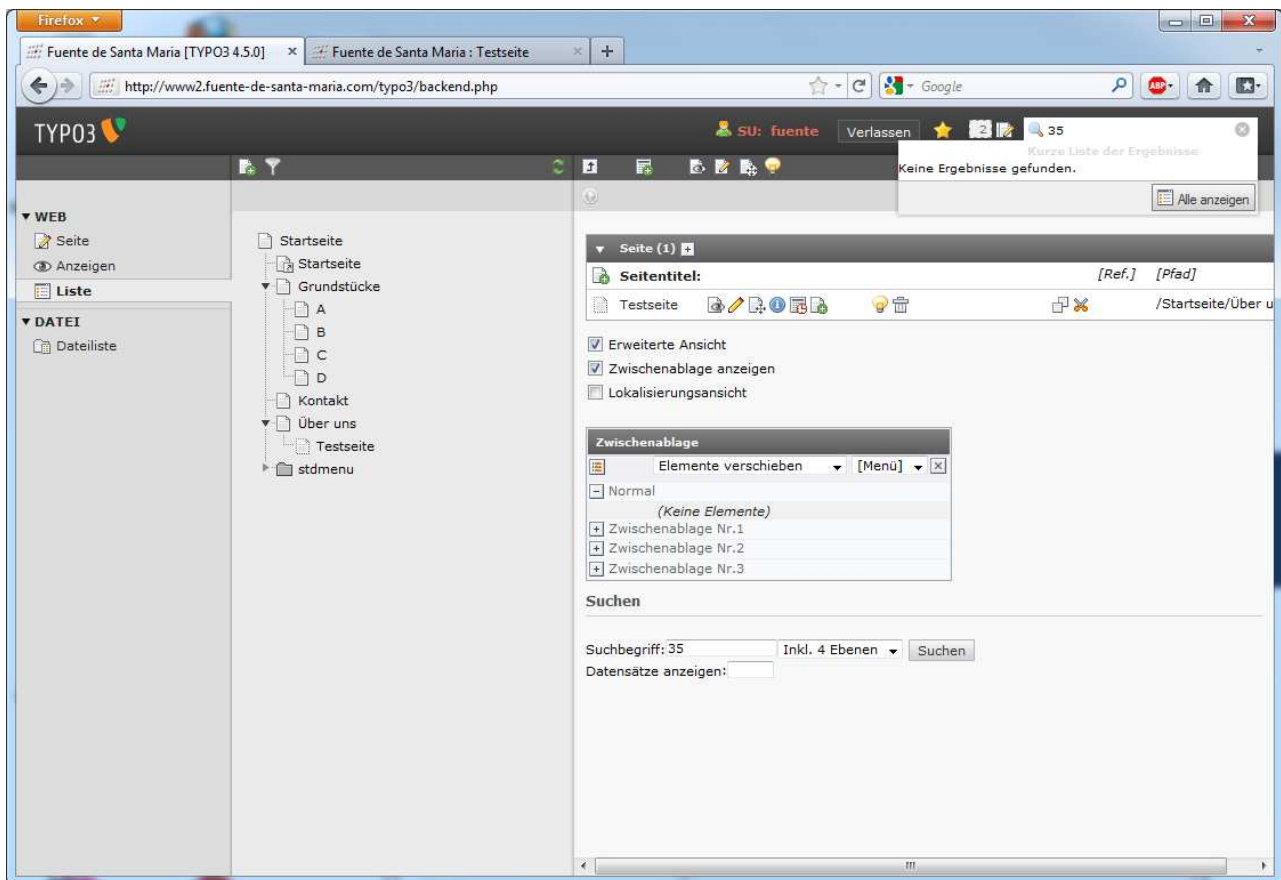 Firefox
Fuente de Santa Maria [TYPO3 4.5.0]
Fuente de Santa Maria : Testseite
http://www2.fuente-de-santa-maria.com/typo3/backend.php
Google
ABP
TYPO3
SU: fuente
Verlassen
2
35
Kurze Liste der Ergebnisse
Keine Ergebnisse gefunden.
Alle anzeigen
WEB
Seite
Anzeigen
Liste
DATEI
Dateiliste
Startseite
Startseite
Grundstücke
A
B
C
D
Kontakt
Über uns
Testseite
stdmenu
Seite (1)
Seitentitel: [Ref.] [Pfad]
Testseite /Startseite/Über u
Erweiterte Ansicht
Zwischenablage anzeigen
Lokalisierungsansicht
Zwischenablage
Elemente verschieben [Menü]
Normal
(Keine Elemente)
Zwischenablage Nr.1
Zwischenablage Nr.2
Zwischenablage Nr.3
Suchen
Suchbegriff: 35 Inkl. 4 Ebenen Suchen
Datensätze anzeigen: